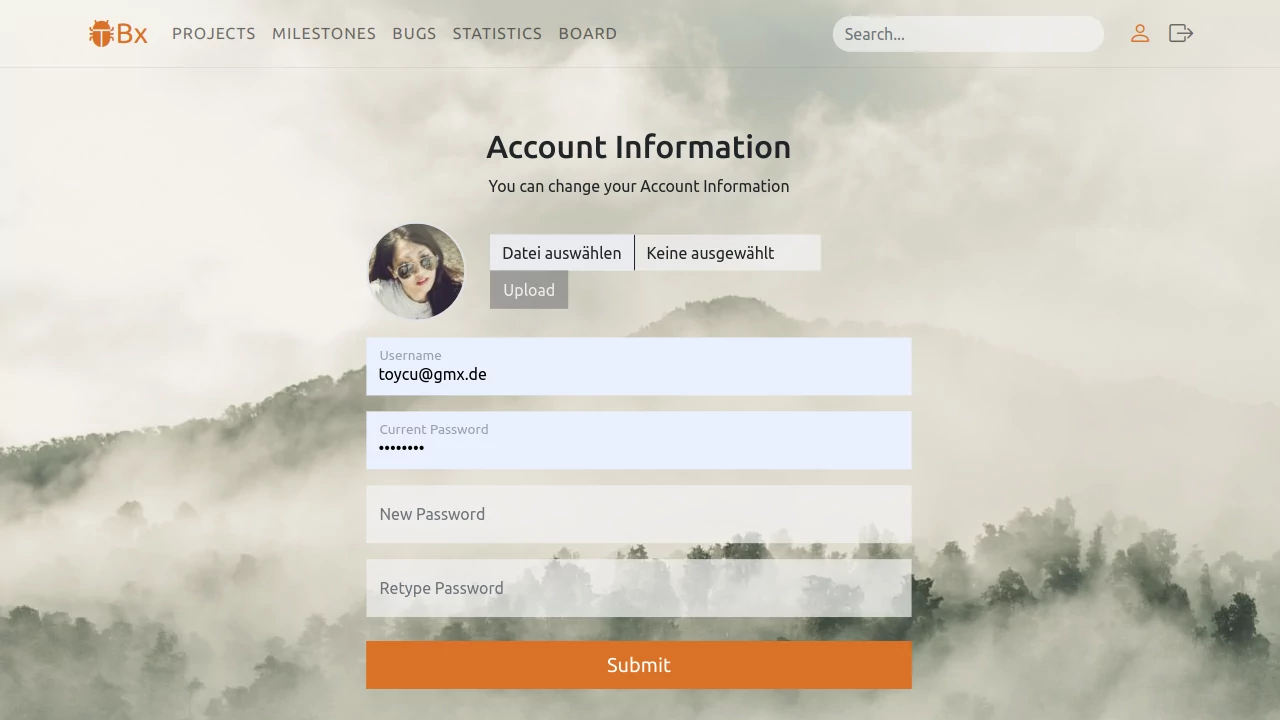 Bx PROJECTS MILESTONES BUGS STATISTICS BOARD Search...
Account Information
You can change your Account Information
Datei auswählen Keine ausgewählt
Upload
Username
toycu@gmx.de
Current Password
••••••••
New Password
Retype Password
Submit